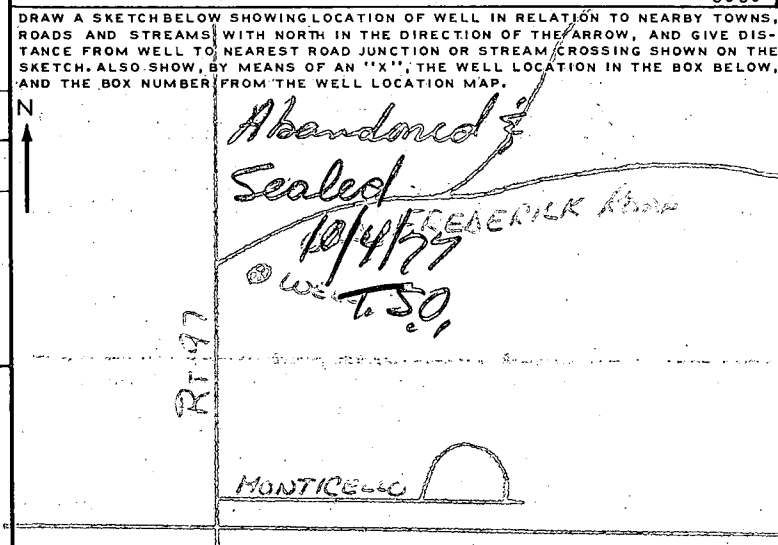 DRAW A SKETCH BELOW SHOWING LOCATION OF WELL IN RELATION TO NEARBY TOWNS,
ROADS AND STREAMS WITH NORTH IN THE DIRECTION OF THE ARROW, AND GIVE DIS-
TANCE FROM WELL TO NEAREST ROAD JUNCTION OR STREAM CROSSING SHOWN ON THE
SKETCH. ALSO SHOW, BY MEANS OF AN "X", THE WELL LOCATION IN THE BOX BELOW,
AND THE BOX NUMBER FROM THE WELL LOCATION MAP.
N
Abandoned &
Sealed
FREDERICK ROAD
10/4/77
WELL
T.S.O.
RT 97
MONTICELLO